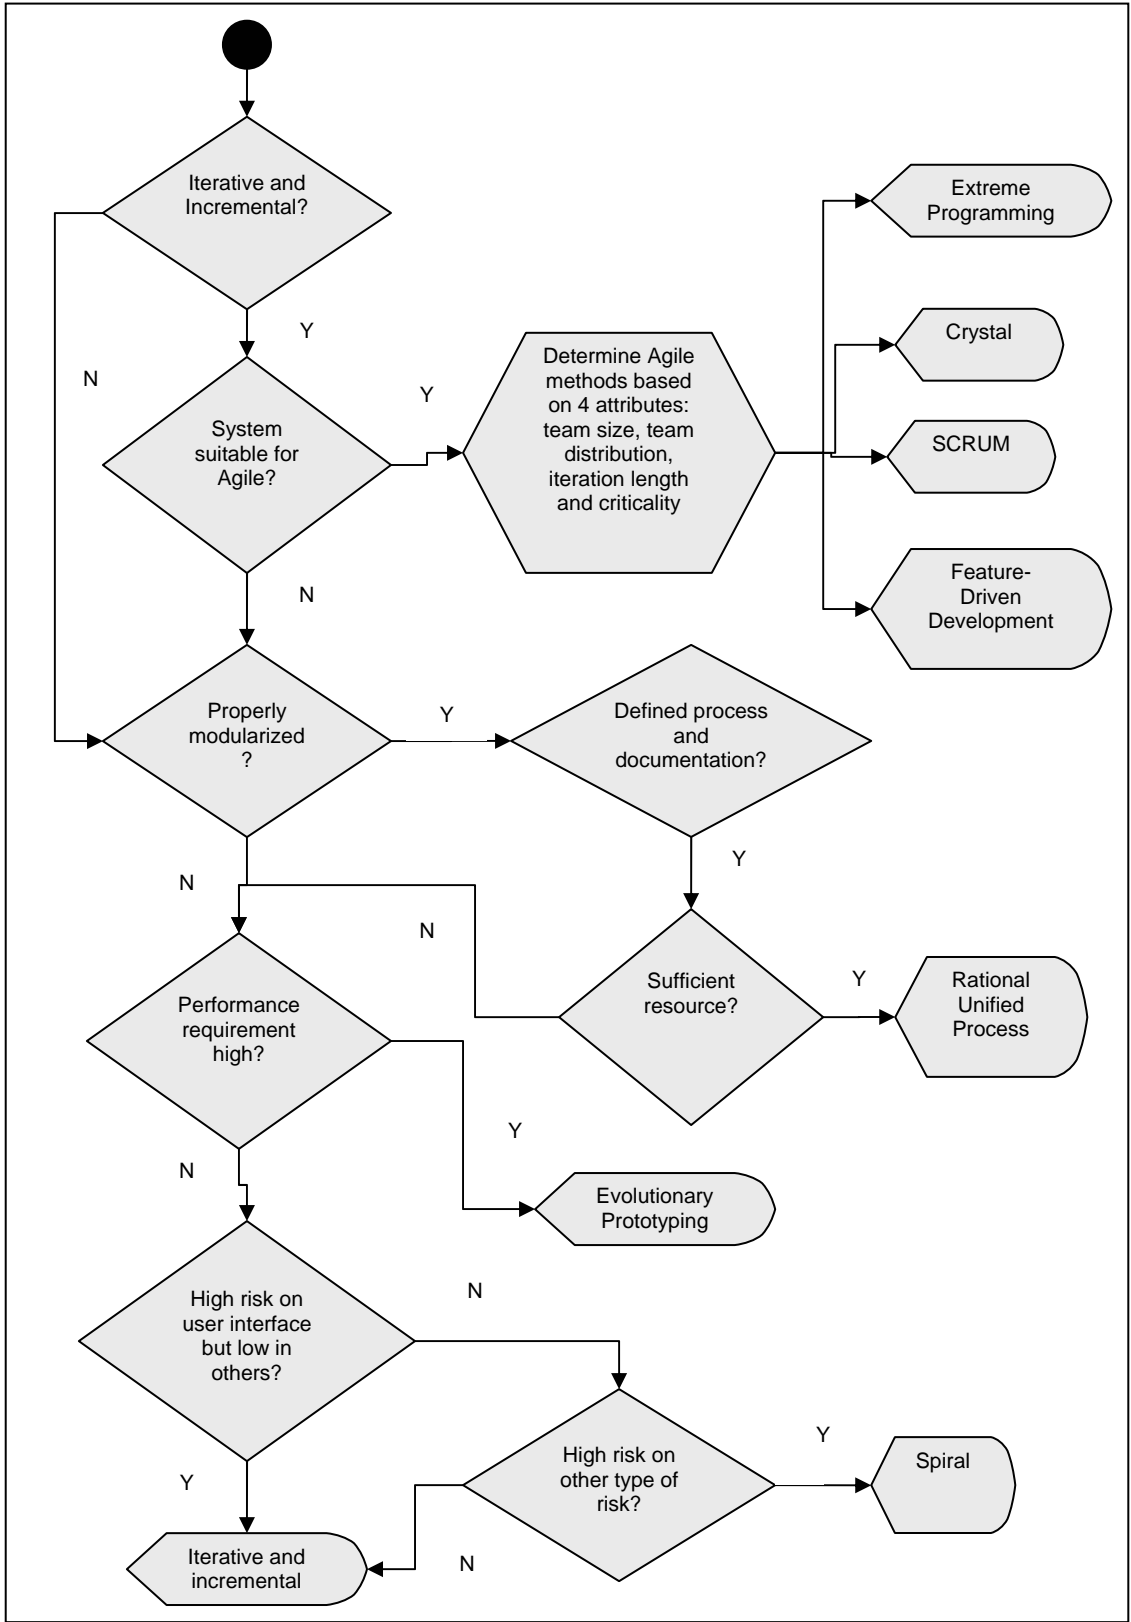 Iterative and
Incremental?
Extreme
Programming
Y
Crystal
N
Determine Agile
methods based
on 4 attributes:
team size, team
distribution,
iteration length
and criticality
Y
System
suitable for
Agile?
SCRUM
N
Feature-
Driven
Development
Properly
modularized
?
Y
Defined process
and
documentation?
Y
N
N
Sufficient
resource?
Y
Rational
Unified
Process
Performance
requirement
high?
Y
N
Evolutionary
Prototyping
N
High risk on
user interface
but low in
others?
Y
High risk on
other type of
risk?
Spiral
Y
N
Iterative and
incremental